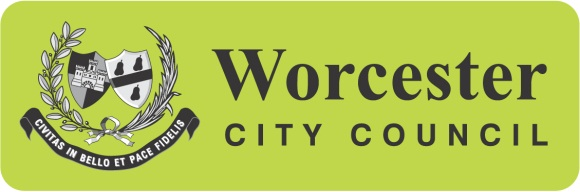 Worcester
CITY COUNCIL
CIVITAS IN BELLO ET PACE FIDELIS